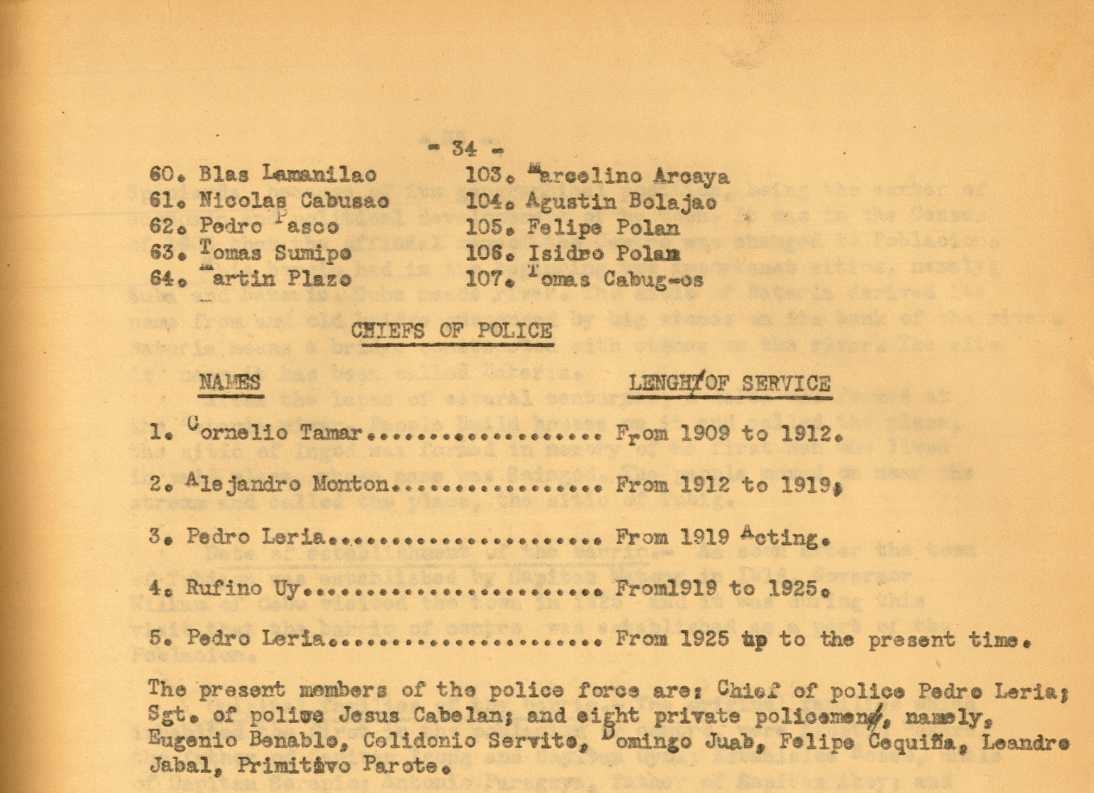 - 34 -
60. Blas Lamanilao 103. Marcelino Arcaya
61. Nicolas Cabusao 104. Agustin Bolajao
62. Pedro Pasco 105. Felipe Polan
63. Tomas Sumipo 106. Isidro Polan
64. Martin Plazo 107. Tomas Cabug-os
CHIEFS OF POLICE
NAMES LENGHT OF SERVICE
1. Cornelio Tamar................... From 1909 to 1912.
2. Alejandro Monton................. From 1912 to 1919;
3. Pedro Leria...................... From 1919 Acting.
4. Rufino Uy........................ From1919 to 1925.
5. Pedro Leria...................... From 1925 up to the present time.
The present members of the police force are: Chief of police Pedro Leria;
Sgt. of police Jesus Cabelan; and eight private policemen, namely,
Eugenio Benable, Celidonio Servito, Domingo Juab, Felipe Cequiña, Leandro
Jabal, Primitivo Parote.